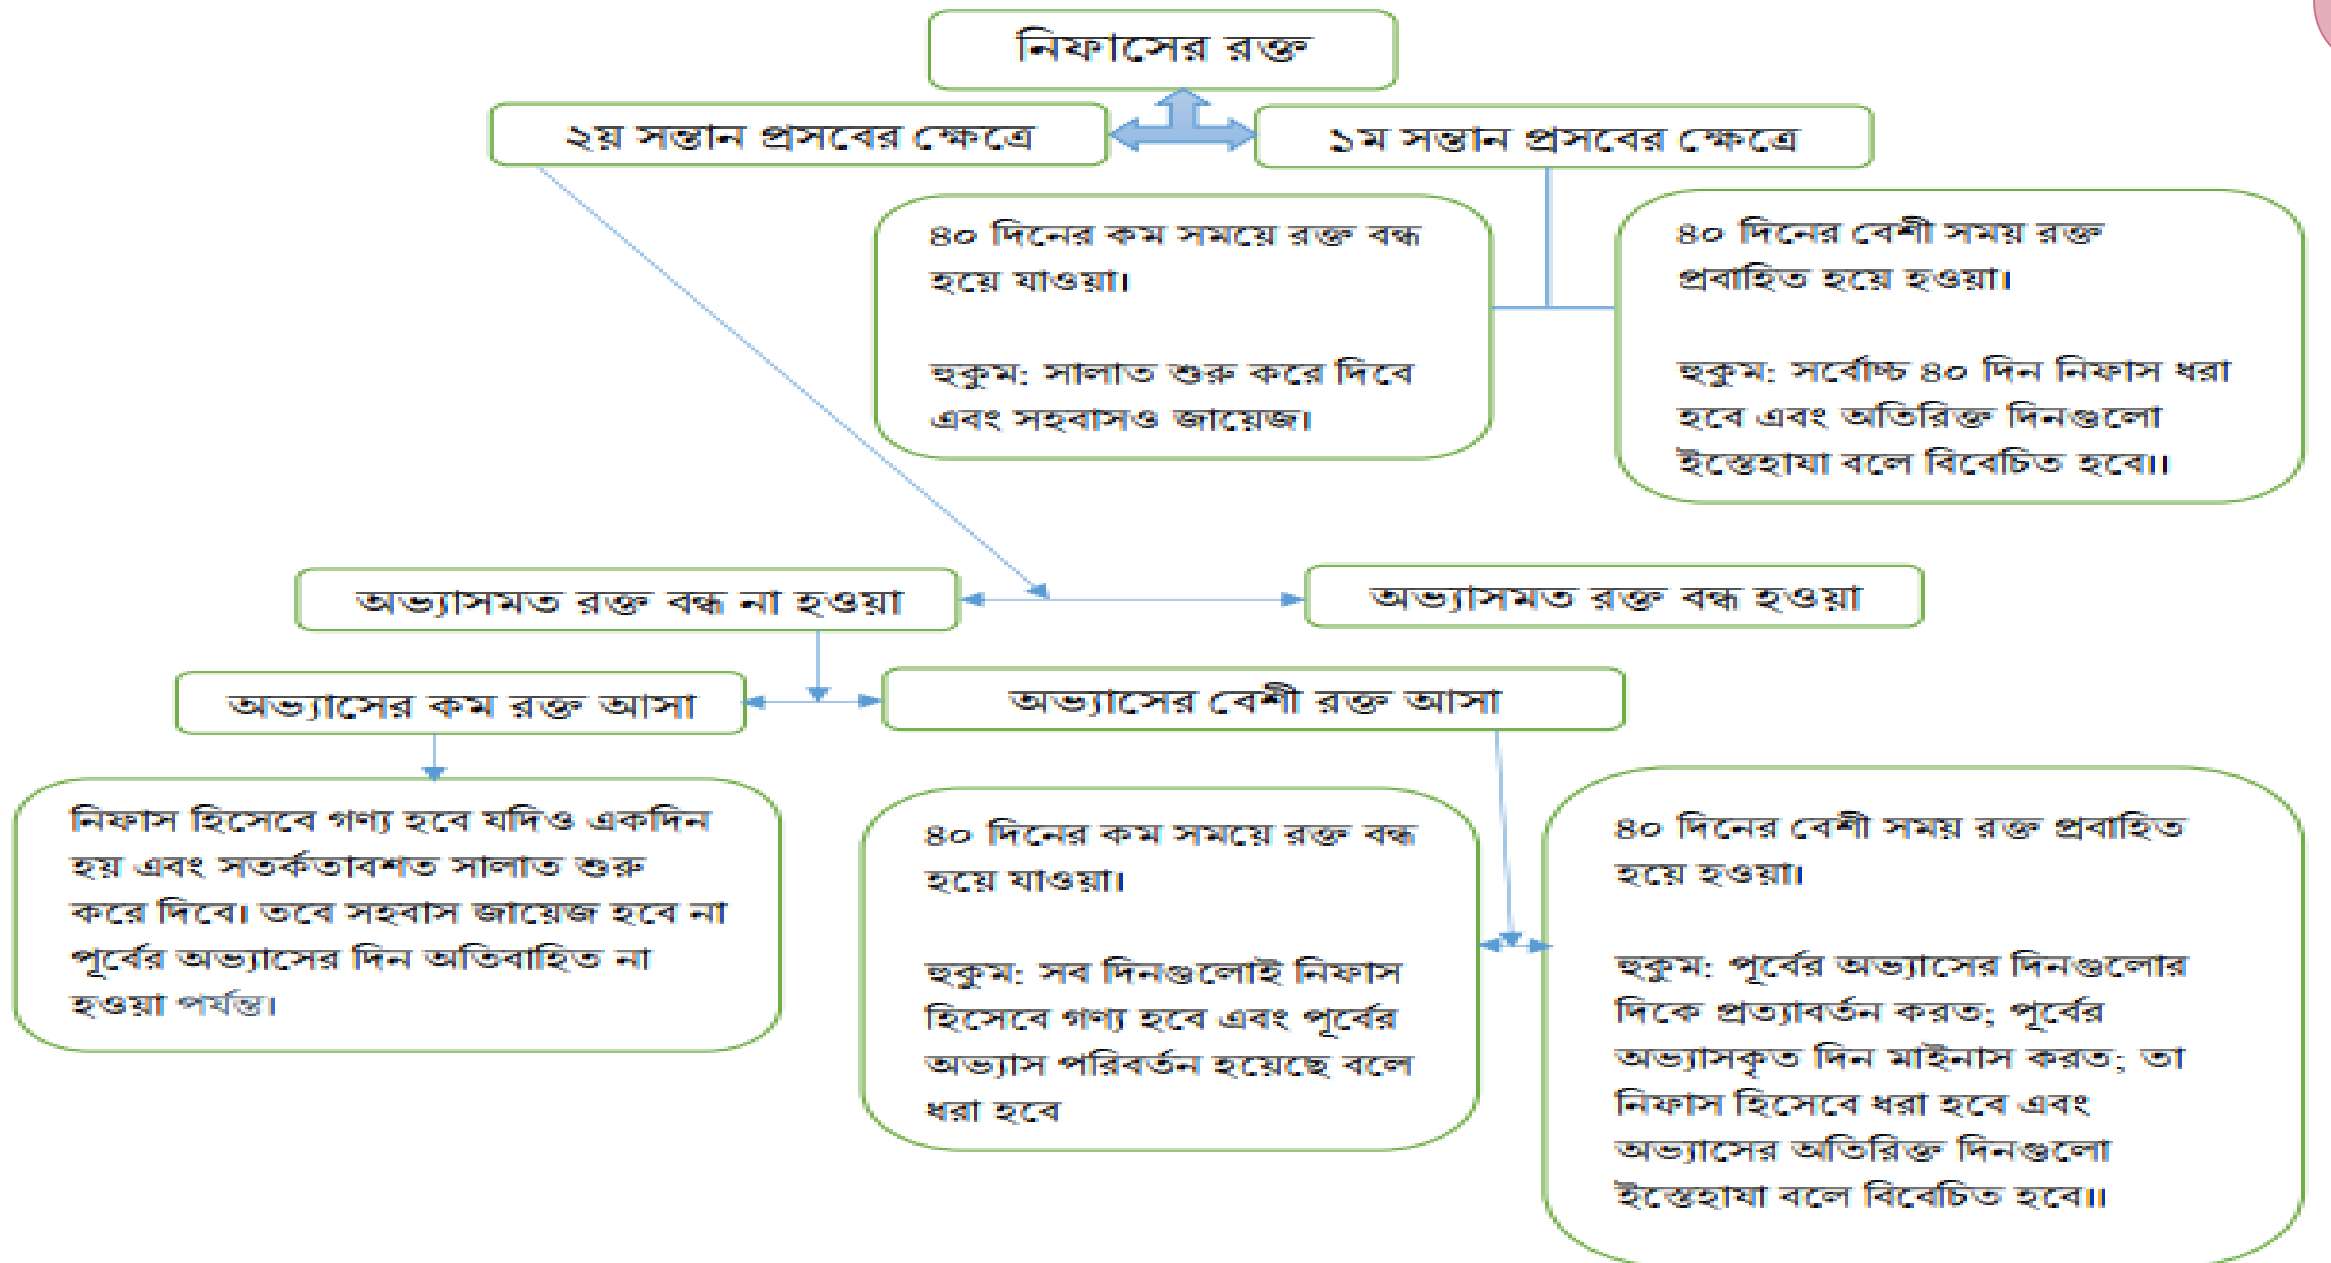 নিফাসের রক্ত
২য় সন্তান প্রসবের ক্ষেত্রে
১ম সন্তান প্রসবের ক্ষেত্রে
৪০ দিনের কম সময়ে রক্ত বন্ধ
হয়ে যাওয়া।
হুকুম: সালাত শুরু করে দিবে
এবং সহবাসও জায়েজ।
৪০ দিনের বেশী সময় রক্ত
প্রবাহিত হয়ে হওয়া।
হুকুম: সর্বোচ্চ ৪০ দিন নিফাস ধরা
হবে এবং অতিরিক্ত দিনগুলো
ইস্তেহাযা বলে বিবেচিত হবে।।
অভ্যাসমত রক্ত বন্ধ না হওয়া
অভ্যাসমত রক্ত বন্ধ হওয়া
অভ্যাসের কম রক্ত আসা
অভ্যাসের বেশী রক্ত আসা
নিফাস হিসেবে গণ্য হবে যদিও একদিন
হয় এবং সতর্কতাবশত সালাত শুরু
করে দিবে। তবে সহবাস জায়েজ হবে না
পূর্বের অভ্যাসের দিন অতিবাহিত না
হওয়া পর্যন্ত।
৪০ দিনের কম সময়ে রক্ত বন্ধ
হয়ে যাওয়া।
হুকুম: সব দিনগুলোই নিফাস
হিসেবে গণ্য হবে এবং পূর্বের
অভ্যাস পরিবর্তন হয়েছে বলে
ধরা হবে
৪০ দিনের বেশী সময় রক্ত প্রবাহিত
হয়ে হওয়া।
হুকুম: পূর্বের অভ্যাসের দিনগুলোর
দিকে প্রত্যাবর্তন করত; পূর্বের
অভ্যাসকৃত দিন মাইনাস করত; তা
নিফাস হিসেবে ধরা হবে এবং
অভ্যাসের অতিরিক্ত দিনগুলো
ইস্তেহাযা বলে বিবেচিত হবে॥